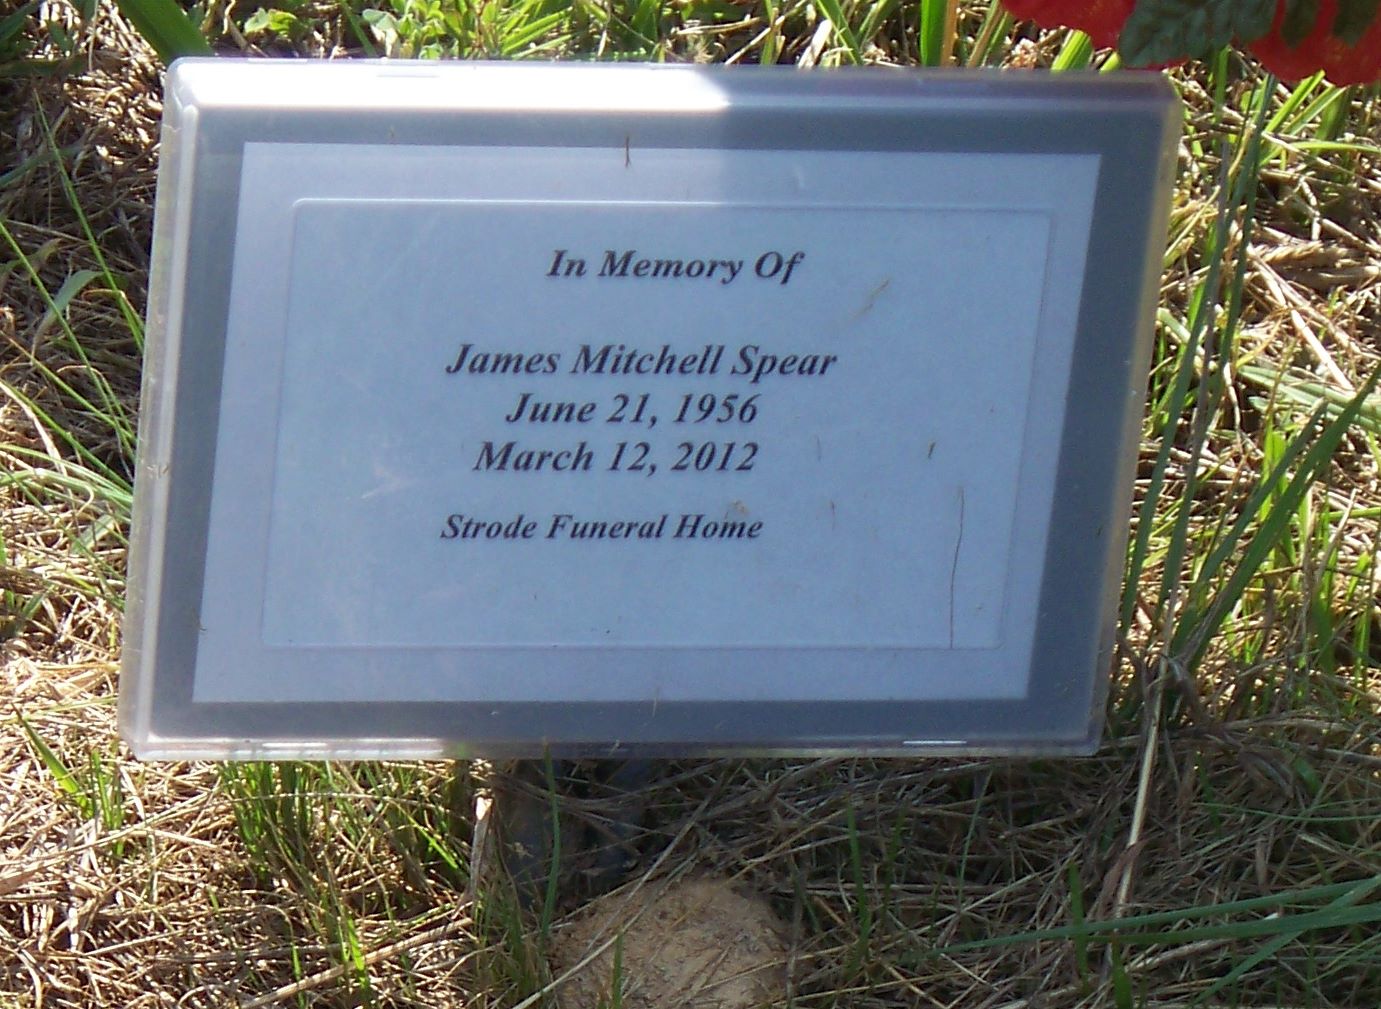 In Memory Of
James Mitchell Spear
June 21, 1956
March 12, 2012
Strode Funeral Home